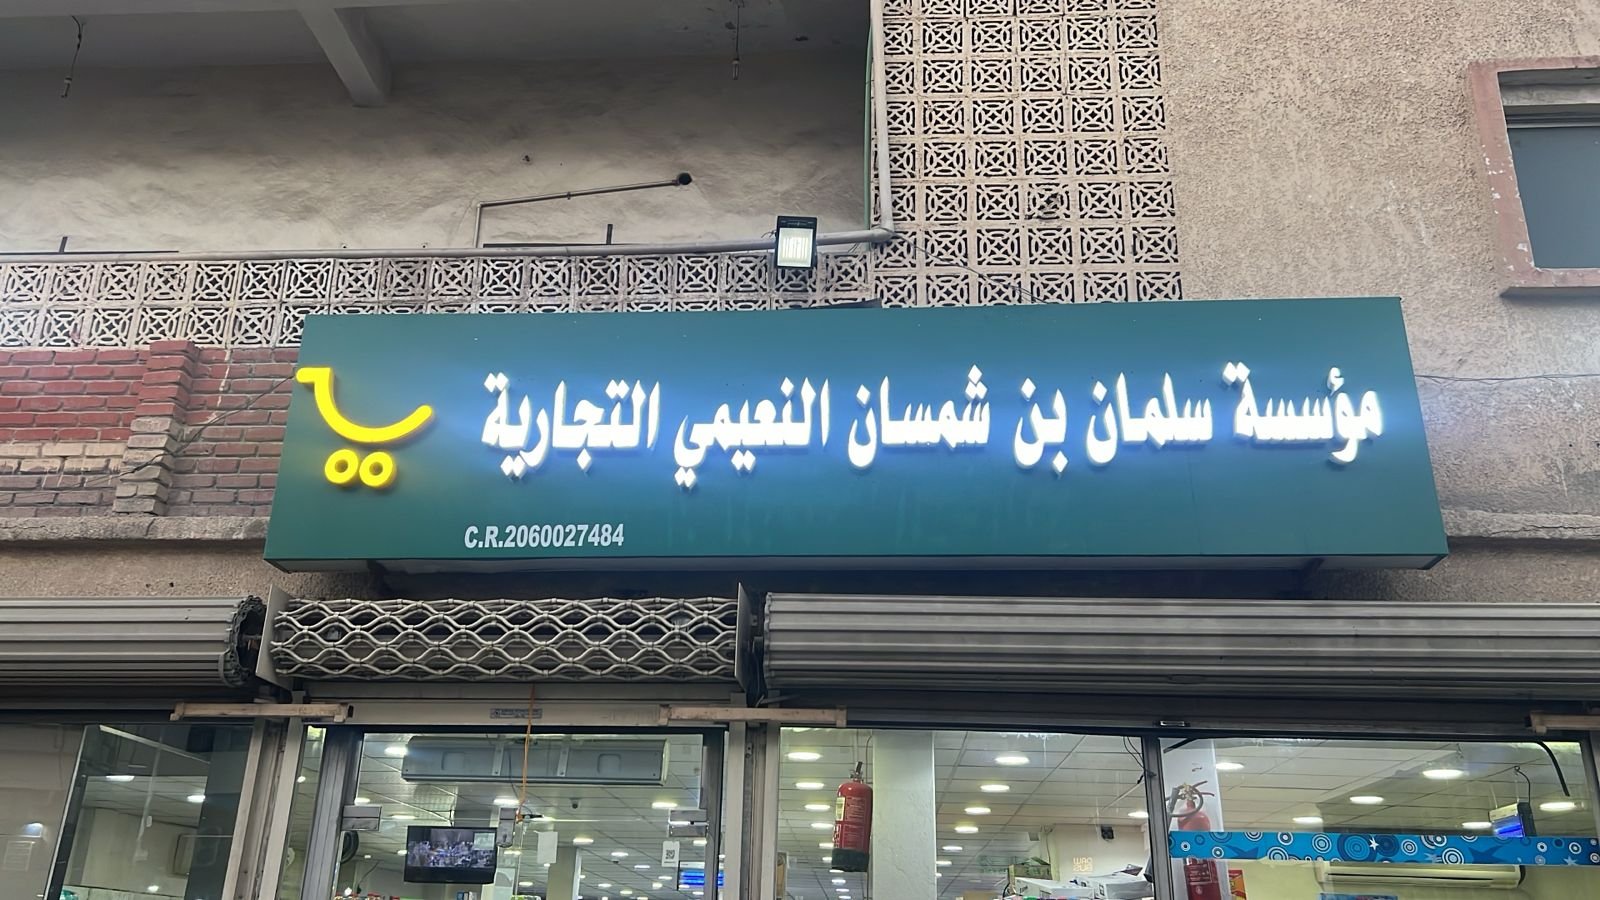 مؤسسة سلمان بن شمسان النعيمي التجارية
C.R.2060027484